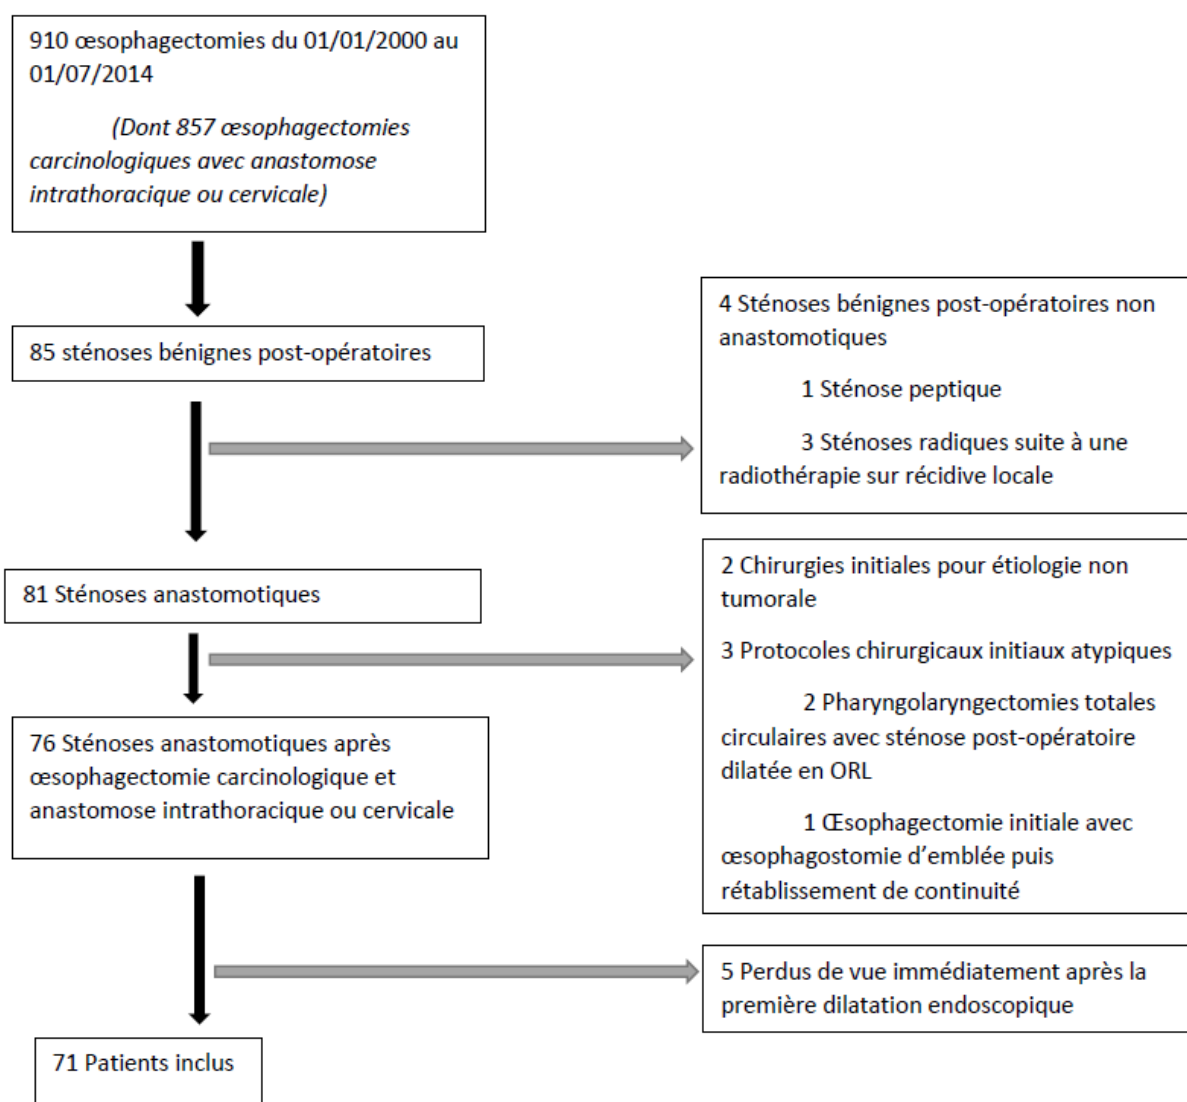 910 œsophagectomies du 01/01/2000 au
01/07/2014
(Dont 857 œsophagectomies
carcinologiques avec anastomose
intrathoracique ou cervicale)
85 sténoses bénignes post-opératoires
4 Sténoses bénignes post-opératoires non
anastomotiques
1 Sténose peptique
3 Sténoses radiques suite à une
radiothérapie sur récidive locale
81 Sténoses anastomotiques
2 Chirurgies initiales pour étiologie non
tumorale
3 Protocoles chirurgicaux initiaux atypiques
2 Pharyngolaryngectomies totales
circulaires avec sténose post-opératoire
dilatée en ORL
1 Œsophagectomie initiale avec
œsophagostomie d’emblée puis
rétablissement de continuité
76 Sténoses anastomotiques après
œsophagectomie carcinologique et
anastomose intrathoracique ou cervicale
5 Perdus de vue immédiatement après la
première dilatation endoscopique
71 Patients inclus